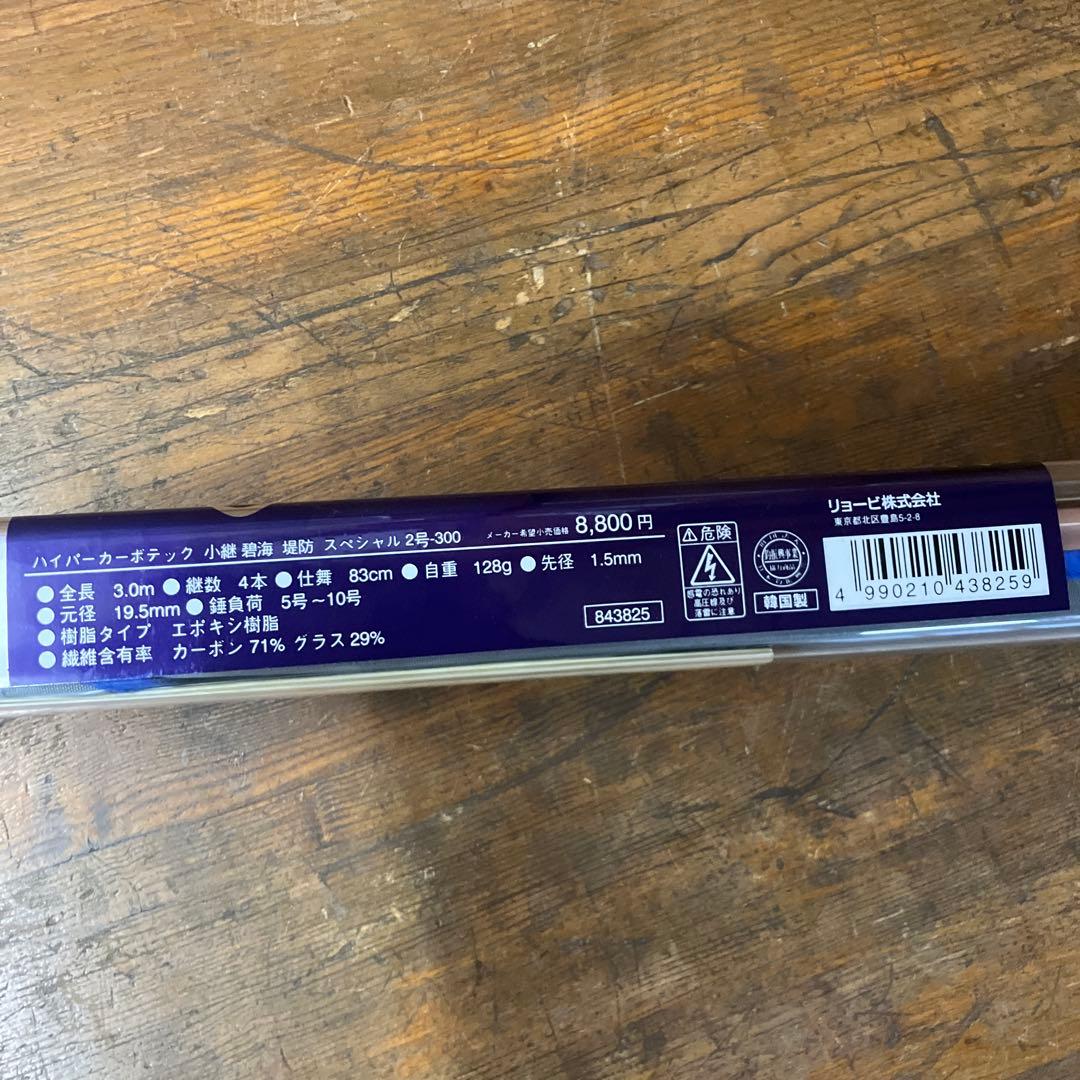 ハイパーカーボテック 小継 碧海 堤防 スペシャル 2号-300 メーカー希望小売価格 8,800円
●全長 3.0m ●継数 4本 ●仕舞 83cm ●自重 128g ●先径 1.5mm
●元径 19.5mm ●錘負荷 5号〜10号
●樹脂タイプ エポキシ樹脂
●繊維含有率 カーボン71% グラス29%
843825
⚠危険
感電の恐れあり
高圧線及び
落雷に注意
韓国製
リョービ株式会社
東京都北区豊島5-2-8
4 990210 438259